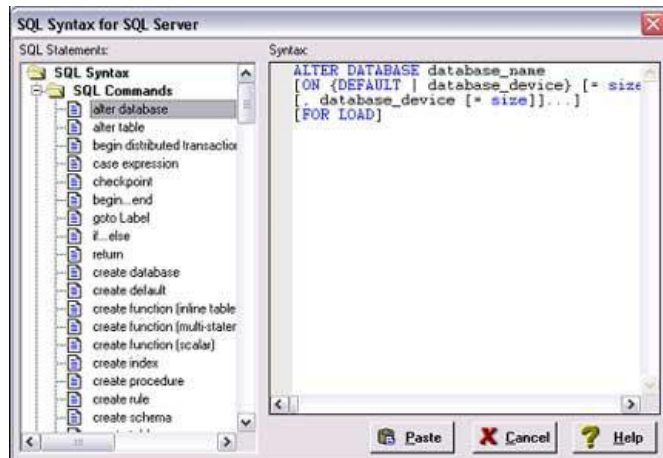 SQL Syntax for SQL Server
SQL Statements:
SQL Syntax
SQL Commands
alter database
alter table
begin distributed transaction
case expression
checkpoint
begin...end
goto Label
if...else
return
create database
create default
create function (inline table
create function (multi-stater
create function (scalar)
create index
create procedure
create rule
create schema
Syntax:
ALTER DATABASE database_name
[ON {DEFAULT | database_device} [= size
[, database_device [= size]]...]
[FOR LOAD]
Paste
Cancel
Help